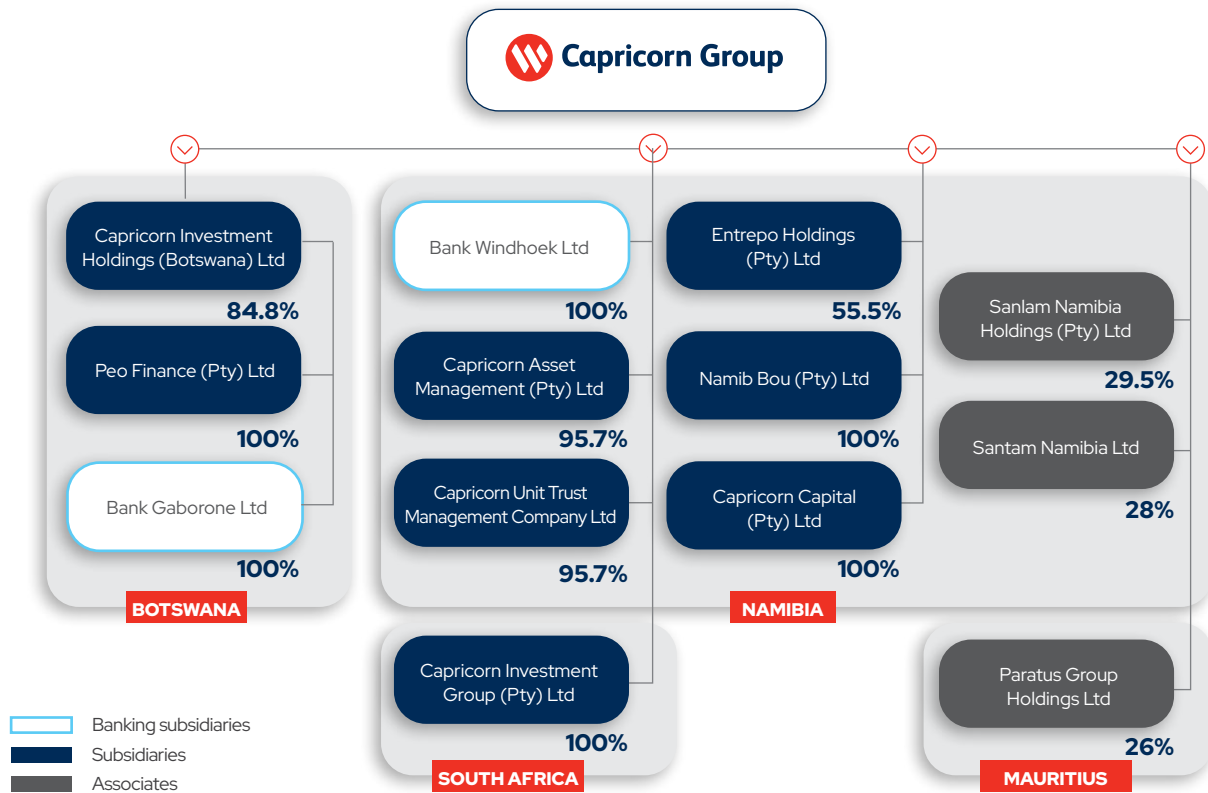 Capricorn Group
Capricorn Investment
Holdings (Botswana) Ltd
84.8%
Peo Finance (Pty) Ltd
100%
Bank Gaborone Ltd
100%
BOTSWANA
Bank Windhoek Ltd
100%
Capricorn Asset
Management (Pty) Ltd
95.7%
Capricorn Unit Trust
Management Company Ltd
95.7%
Entrepo Holdings
(Pty) Ltd
55.5%
Namib Bou (Pty) Ltd
100%
Capricorn Capital
(Pty) Ltd
100%
Sanlam Namibia
Holdings (Pty) Ltd
29.5%
Santam Namibia Ltd
28%
NAMIBIA
Capricorn Investment
Group (Pty) Ltd
100%
SOUTH AFRICA
Paratus Group
Holdings Ltd
26%
MAURITIUS
Banking subsidiaries
Subsidiaries
Associates